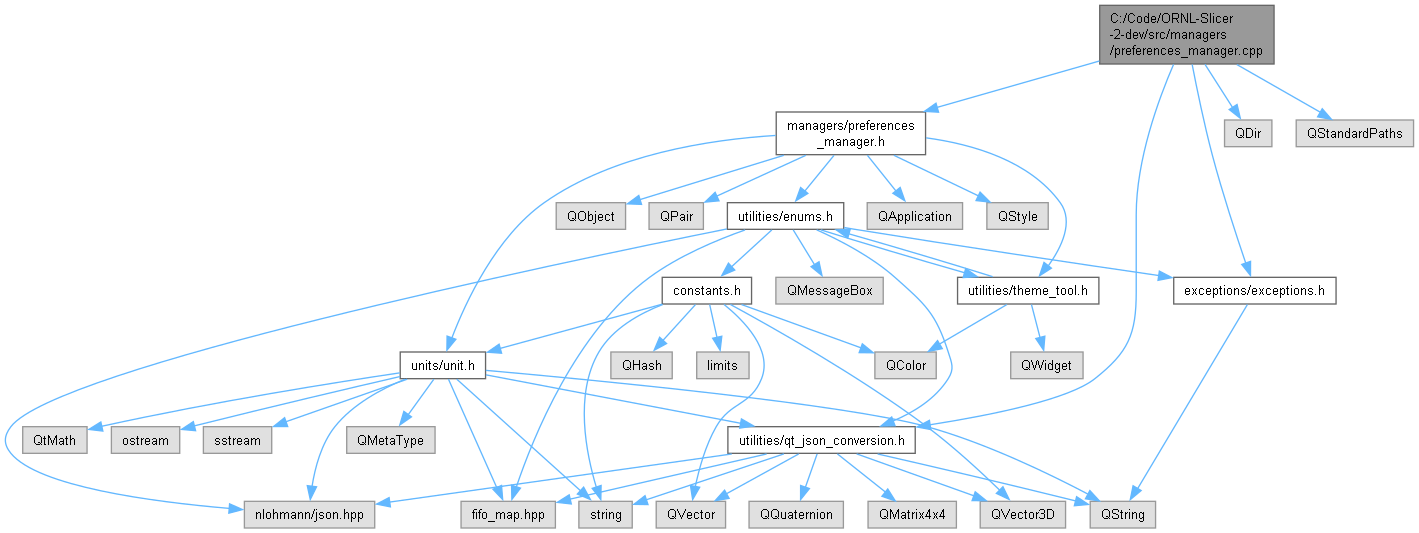 C:/Code/ORNL-Slicer
-2-dev/src/managers
/preferences_manager.cpp
managers/preferences
_manager.h
QDir
QStandardPaths
QObject
QPair
utilities/enums.h
QApplication
QStyle
constants.h
QMessageBox
utilities/theme_tool.h
exceptions/exceptions.h
units/unit.h
QHash
limits
QColor
QWidget
QtMath
ostream
sstream
QMetaType
utilities/qt_json_conversion.h
nlohmann/json.hpp
fifo_map.hpp
string
QVector
QQuaternion
QMatrix4x4
QVector3D
QString